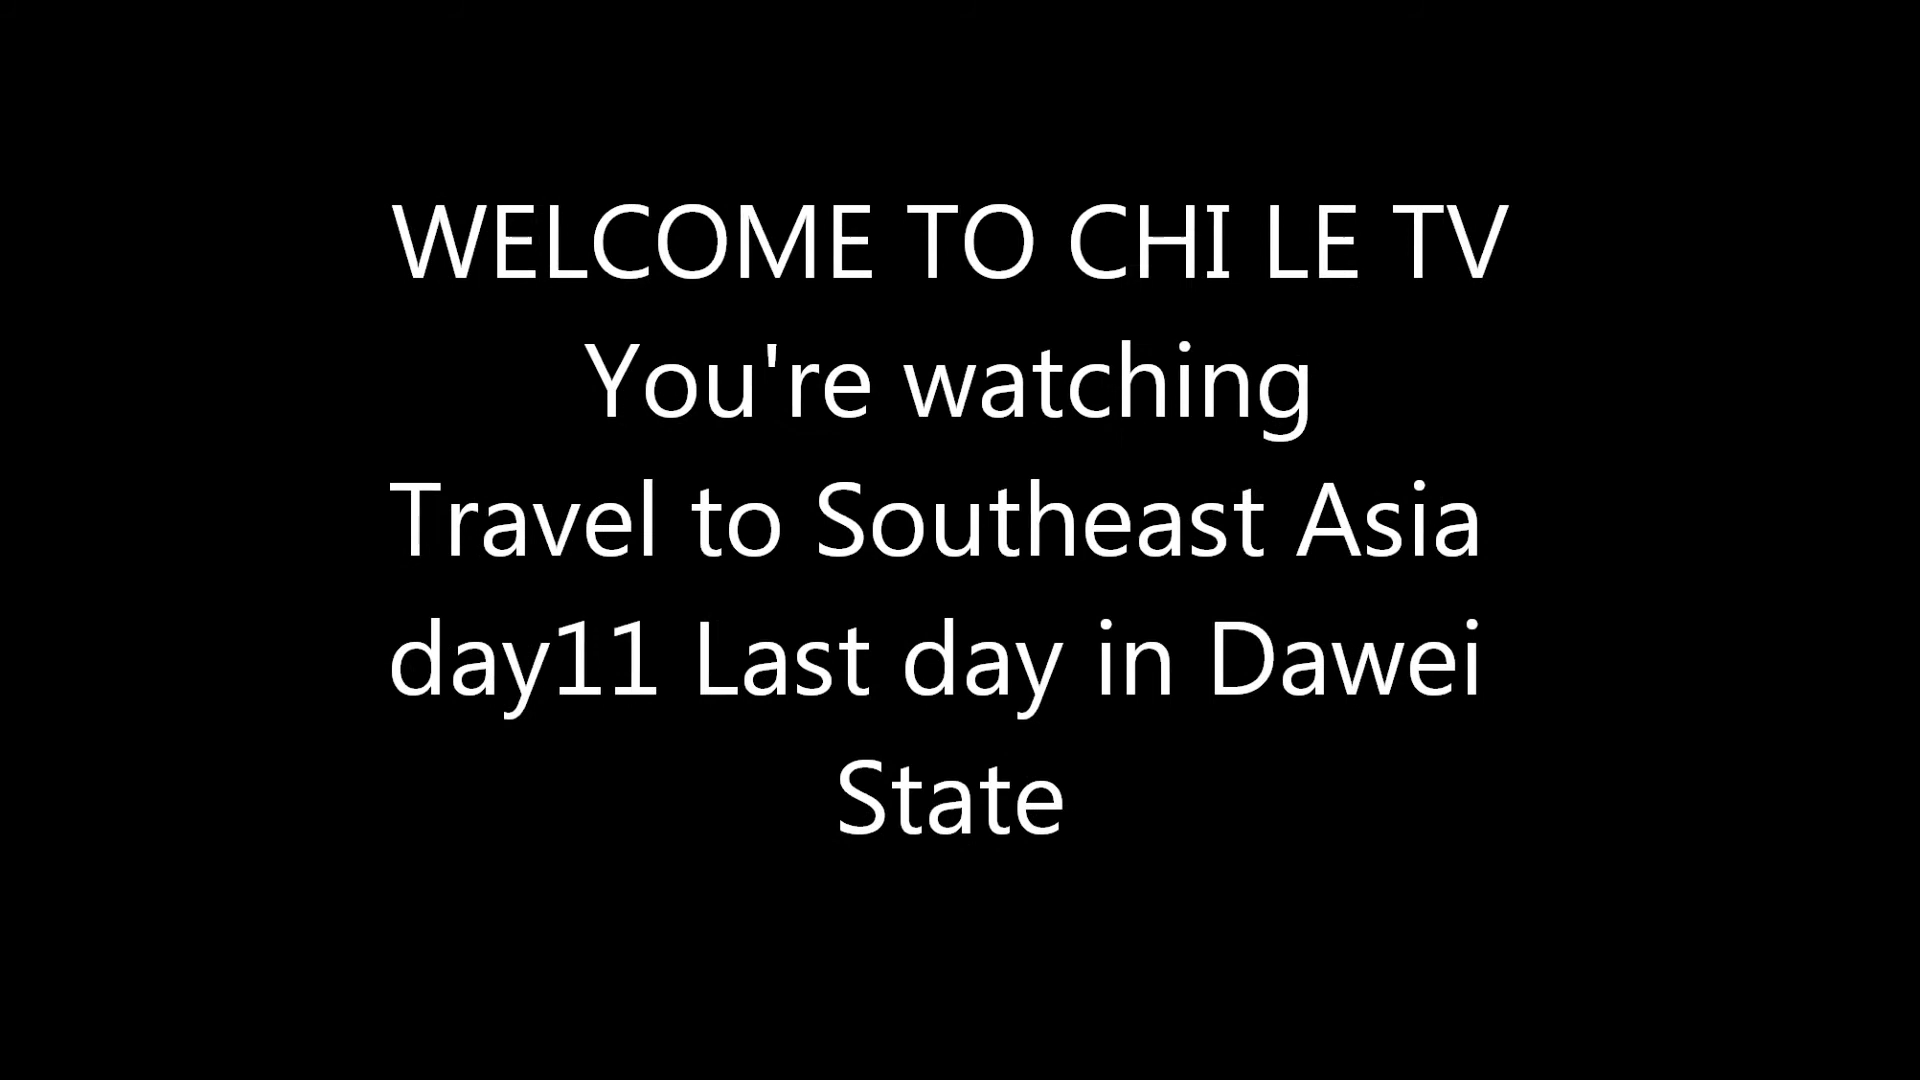 WELCOME TO CHI LE TV
You're watching
Travel to Southeast Asia
day11 Last day in Dawei
State